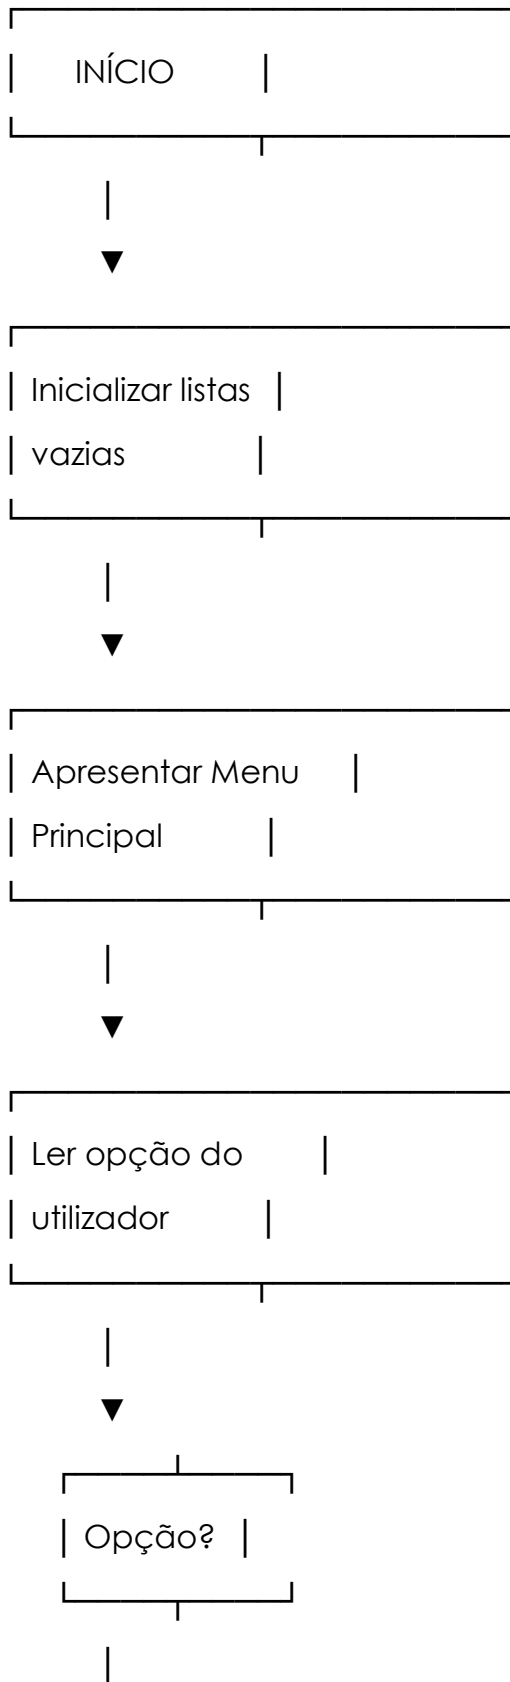 INÍCIO
▼
Inicializar listas
vazias
▼
Apresentar Menu
Principal
▼
Ler opção do
utilizador
▼
Opção?